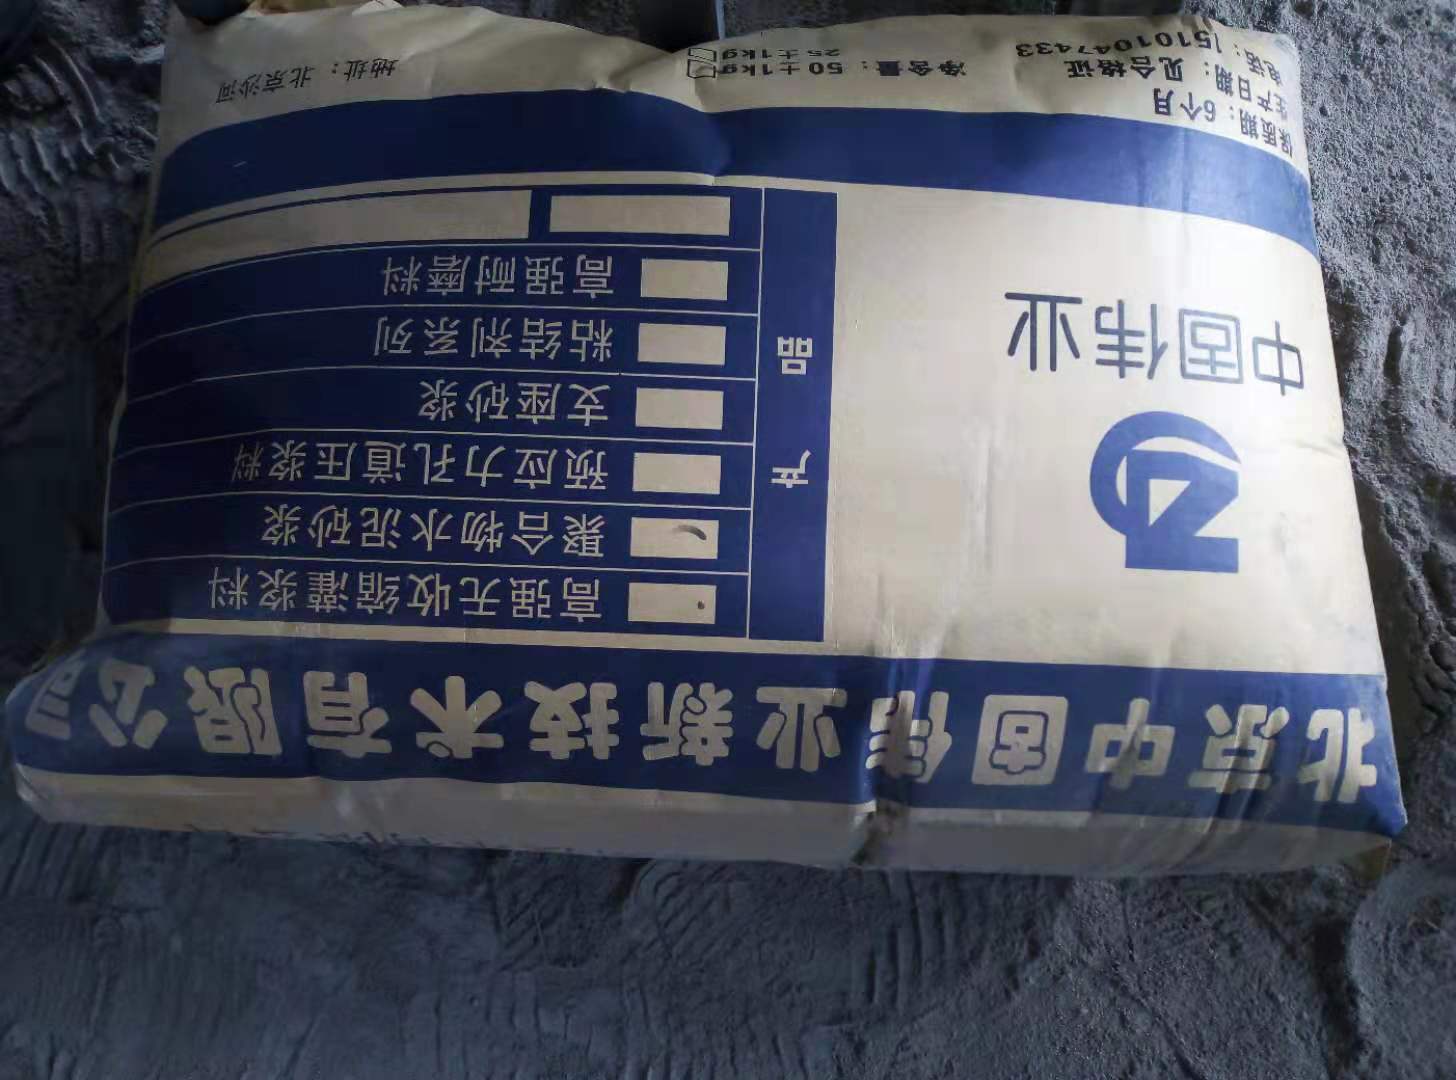 北京中固伟业新技术有限公司
中固伟业
产品
高强无收缩灌浆料
聚合物水泥砂浆
预应力孔道压浆料
支座砂浆
粘结剂系列
高强耐磨料
保质期：6个月
生产日期：见合格证
电话：15101047433
净含量：50±1kg
25±1kg
地址：北京沙河